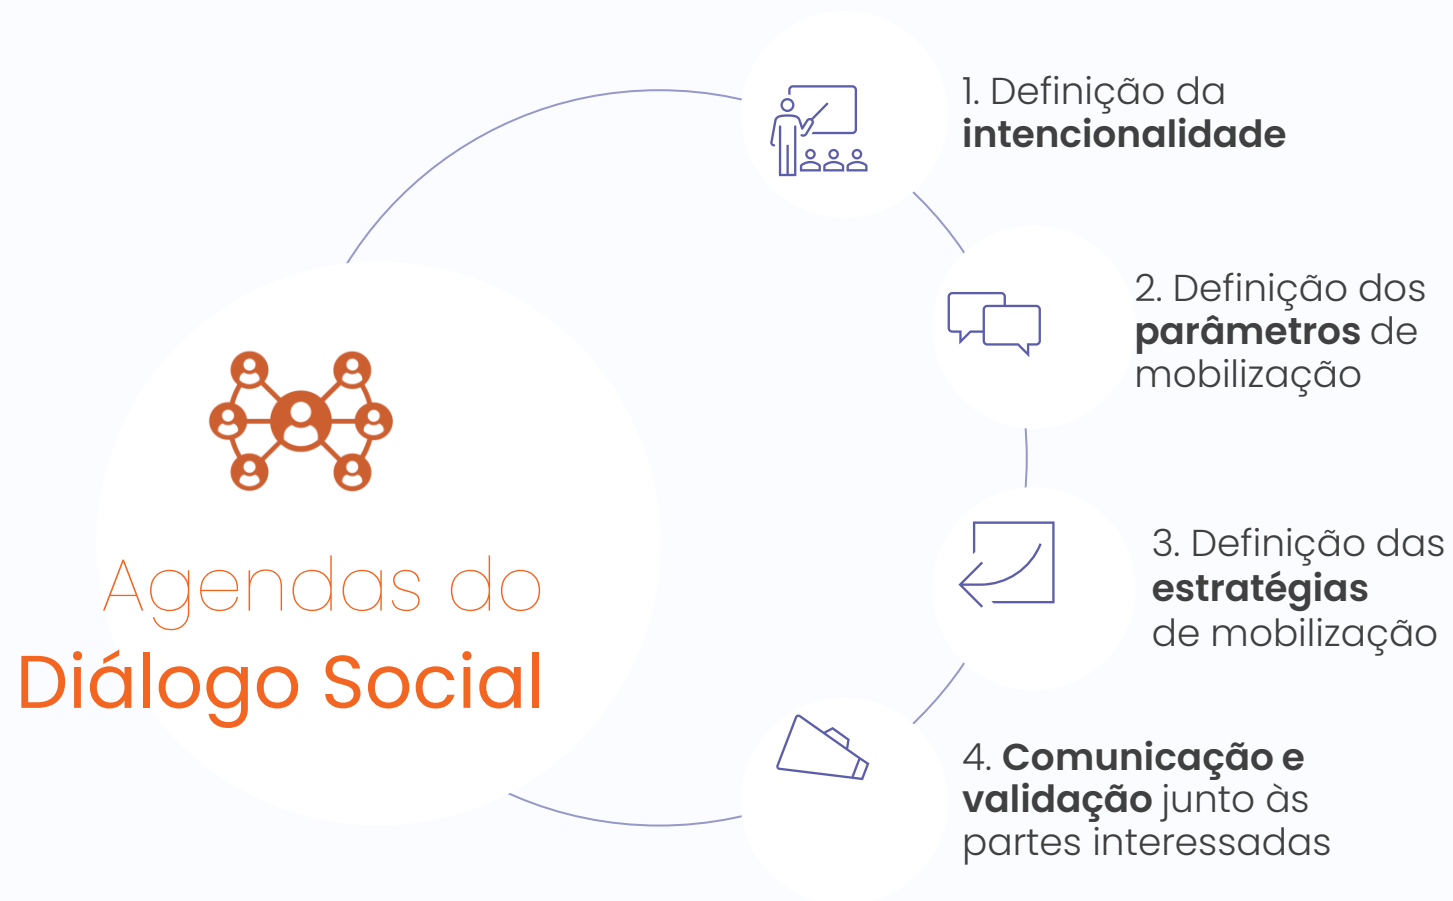 Agendas do
Diálogo Social
1. Definição da
intencionalidade
2. Definição dos
parâmetros de
mobilização
3. Definição das
estratégias
de mobilização
4. Comunicação e
validação junto às
partes interessadas